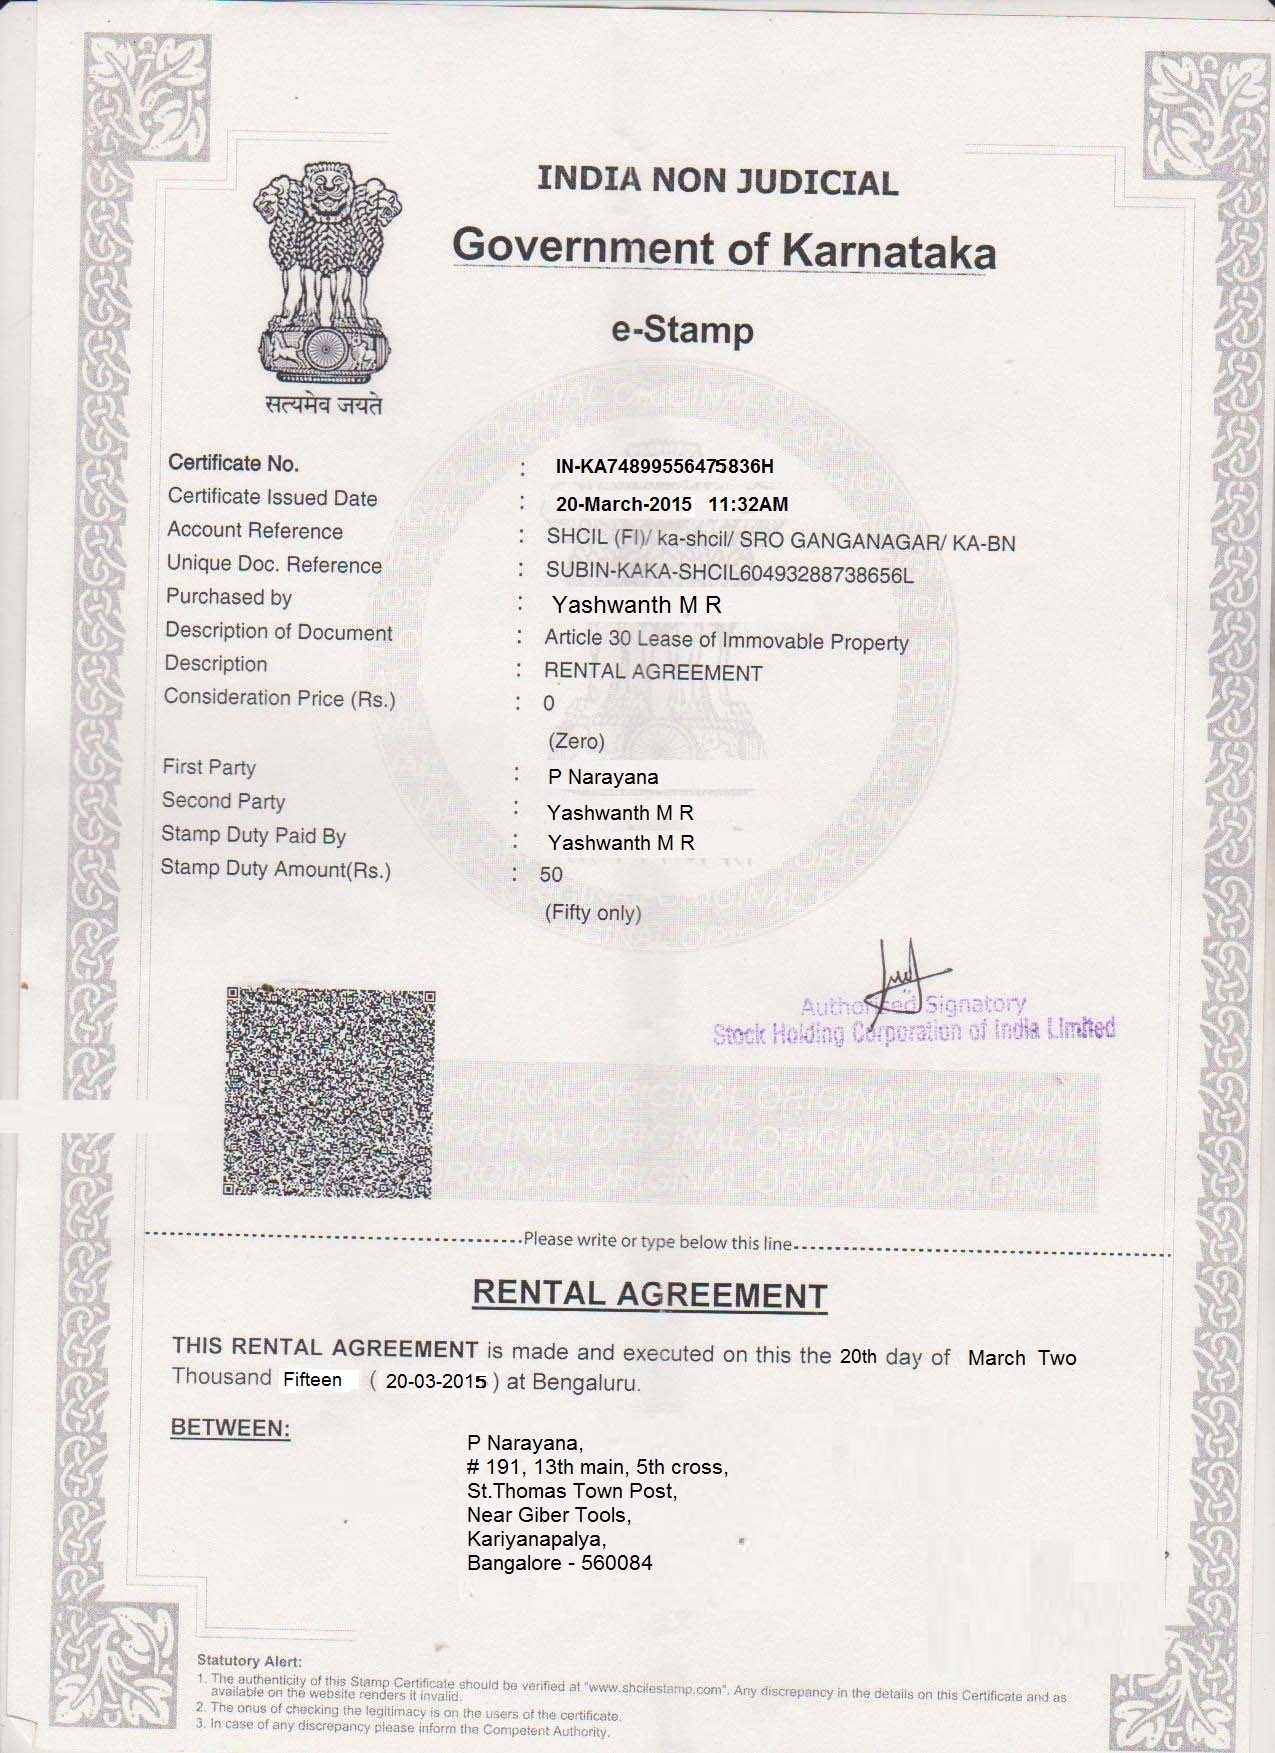 INDIA NON JUDICIAL
Government of Karnataka
e-Stamp
सत्यमेव जयते
Certificate No. : IN-KA74899556475836H
Certificate Issued Date : 20-March-2015 11:32AM
Account Reference : SHCIL (FI)/ ka-shcil/ SRO GANGANAGAR/ KA-BN
Unique Doc. Reference : SUBIN-KAKA-SHCIL60493288738656L
Purchased by : Yashwanth M R
Description of Document : Article 30 Lease of Immovable Property
Description : RENTAL AGREEMENT
Consideration Price (Rs.) : 0
(Zero)
First Party : P Narayana
Second Party : Yashwanth M R
Stamp Duty Paid By : Yashwanth M R
Stamp Duty Amount(Rs.) : 50
(Fifty only)
Authorised Signatory
Stock Holding Corporation of India Limited
ORIGINAL ORIGINAL ORIGINAL ORIGINAL
Please write or type below this line
RENTAL AGREEMENT
THIS RENTAL AGREEMENT is made and executed on this the 20th day of March Two
Thousand Fifteen ( 20-03-2015 ) at Bengaluru.
BETWEEN:
P Narayana,
# 191, 13th main, 5th cross,
St.Thomas Town Post,
Near Giber Tools,
Kariyanapalya,
Bangalore - 560084
Statutory Alert:
1. The authenticity of this Stamp Certificate should be verified at "www.shcilestamp.com". Any discrepancy in the details on this Certificate and as
available on the website renders it invalid.
2. The onus of checking the legitimacy is on the users of the certificate.
3. In case of any discrepancy please inform the Competent Authority.